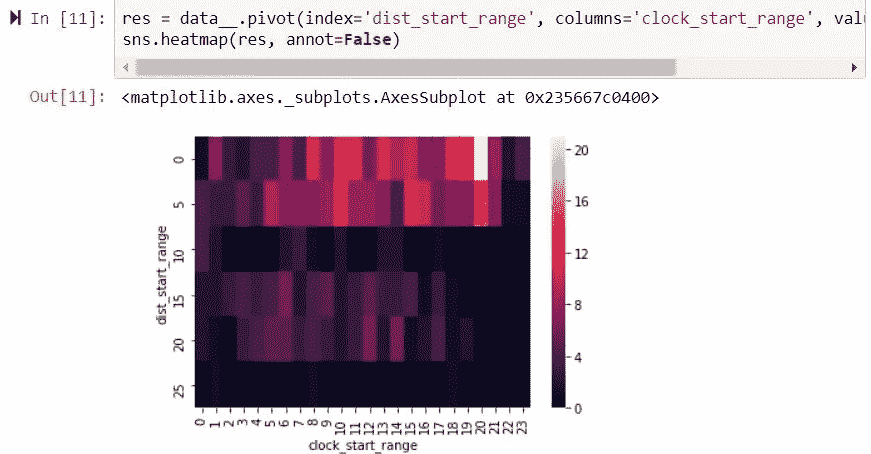 In [11]: res = data__.pivot(index='dist_start_range', columns='clock_start_range', valu
sns.heatmap(res, annot=False)
Out[11]: <matplotlib.axes._subplots.AxesSubplot at 0x235667c0400>
dist_start_range
0
5
10
15
20
25
0 1 2 3 4 5 6 7 8 9 10 11 12 13 14 15 16 17 18 19 20 21 22 23
clock_start_range
20
16
12
8
4
0